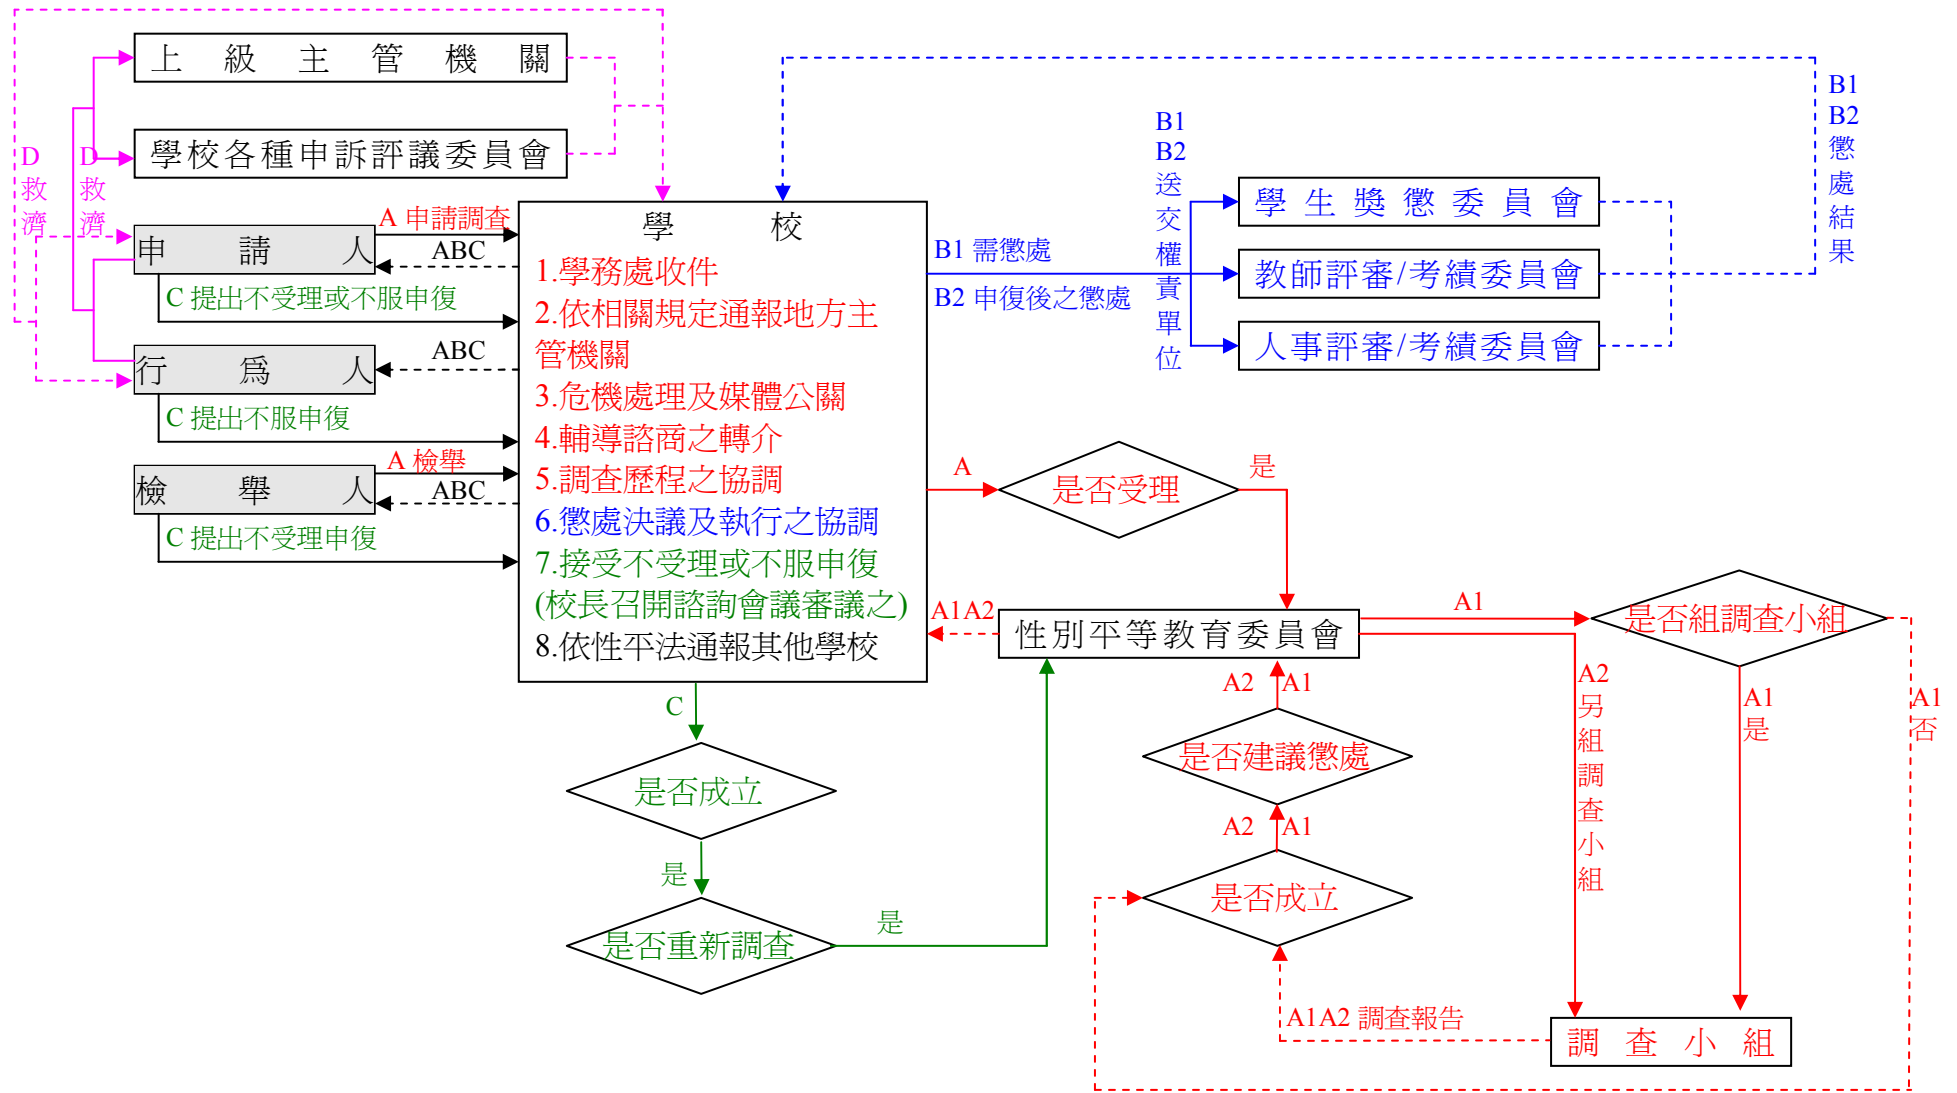 上級主管機關
學校各種申訴評議委員會
D
救
濟
D
救
濟
申請人
A 申請調查
ABC
C 提出不受理或不服申復
行爲人
ABC
C 提出不服申復
檢舉人
A 檢舉
ABC
C 提出不受理申復
學校
1.學務處收件
2.依相關規定通報地方主
管機關
3.危機處理及媒體公關
4.輔導諮商之轉介
5.調查歷程之協調
6.懲處決議及執行之協調
7.接受不受理或不服申復
(校長召開諮詢會議審議之)
8.依性平法通報其他學校
B1 需懲處
B2 申復後之懲處
B1
B2
送
交
權
責
單
位
學生獎懲委員會
教師評審/考績委員會
人事評審/考績委員會
B1
B2
懲
處
結
果
A
是否受理
是
A1A2
性別平等教育委員會
A1
是否組調查小組
A2
另
組
調
查
小
組
A1
是
A1
否
A2
A1
是否建議懲處
A2
A1
是否成立
A1A2 調查報告
調查小組
C
是否成立
是
是否重新調查
是